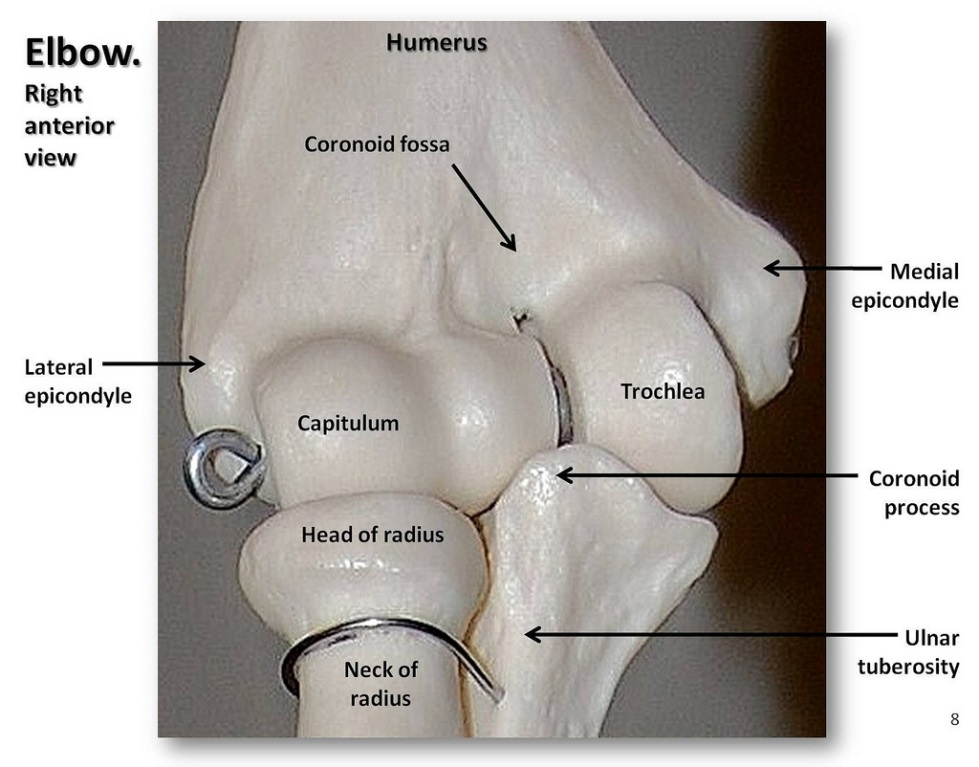 Elbow.
Right
anterior
view
Humerus
Coronoid fossa
Medial
epicondyle
Lateral
epicondyle
Trochlea
Capitulum
Coronoid
process
Head of radius
Ulnar
tuberosity
Neck of
radius
8